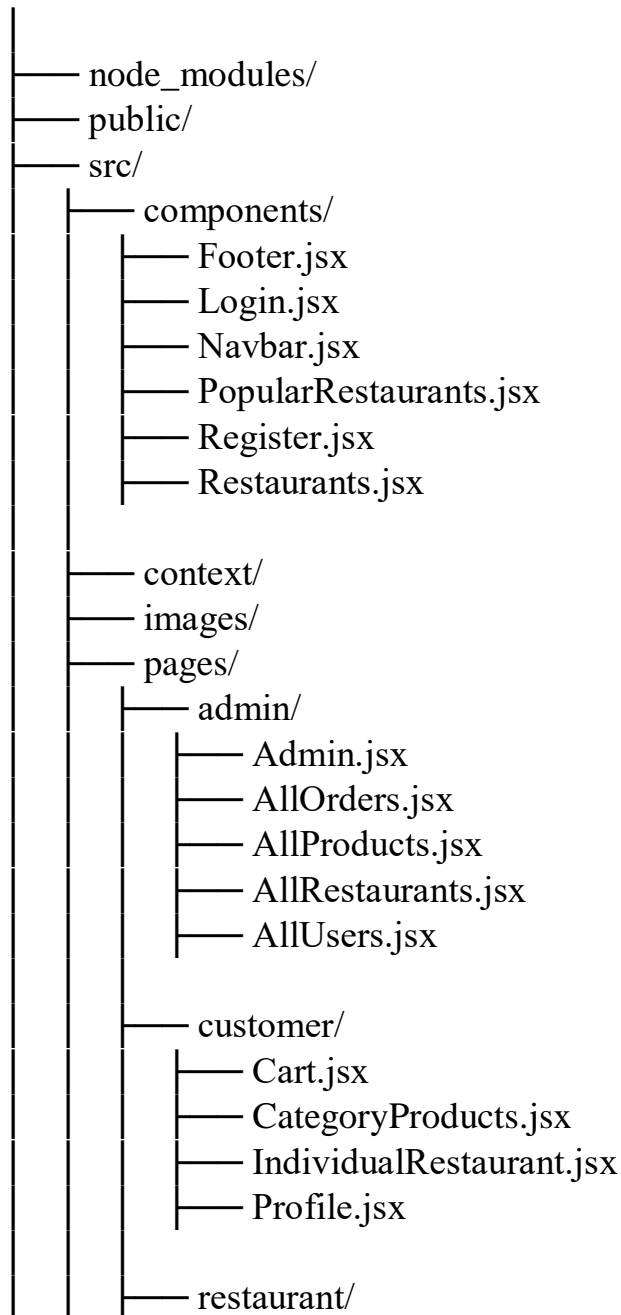 node_modules/
public/
src/
components/
Footer.jsx
Login.jsx
Navbar.jsx
PopularRestaurants.jsx
Register.jsx
Restaurants.jsx
context/
images/
pages/
admin/
Admin.jsx
AllOrders.jsx
AllProducts.jsx
AllRestaurants.jsx
AllUsers.jsx
customer/
Cart.jsx
CategoryProducts.jsx
IndividualRestaurant.jsx
Profile.jsx
restaurant/